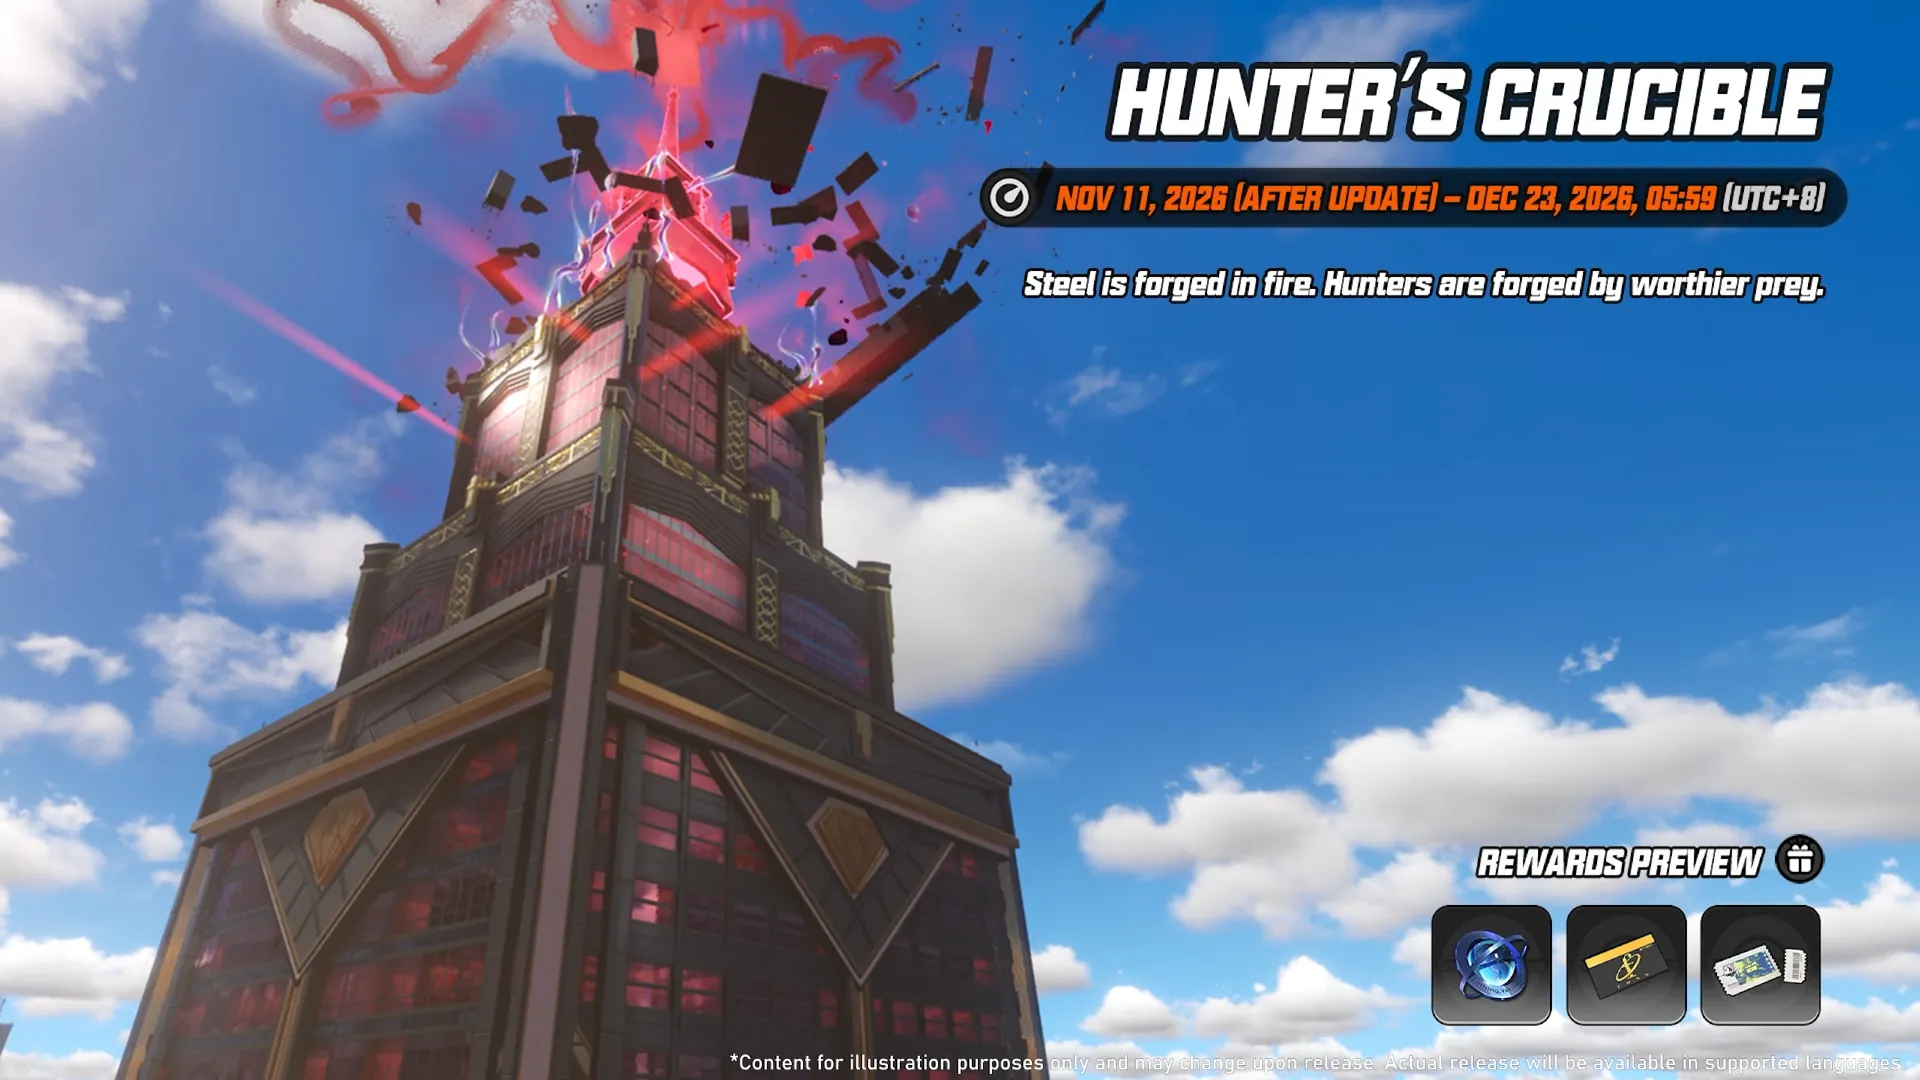 HUNTER'S CRUCIBLE
NOV 11, 2026 (AFTER UPDATE) – DEC 23, 2026, 05:59 (UTC+8)
Steel is forged in fire. Hunters are forged by worthier prey.
REWARDS PREVIEW
*Content for illustration purposes only and may change upon release. Actual release will be available in supported languages.